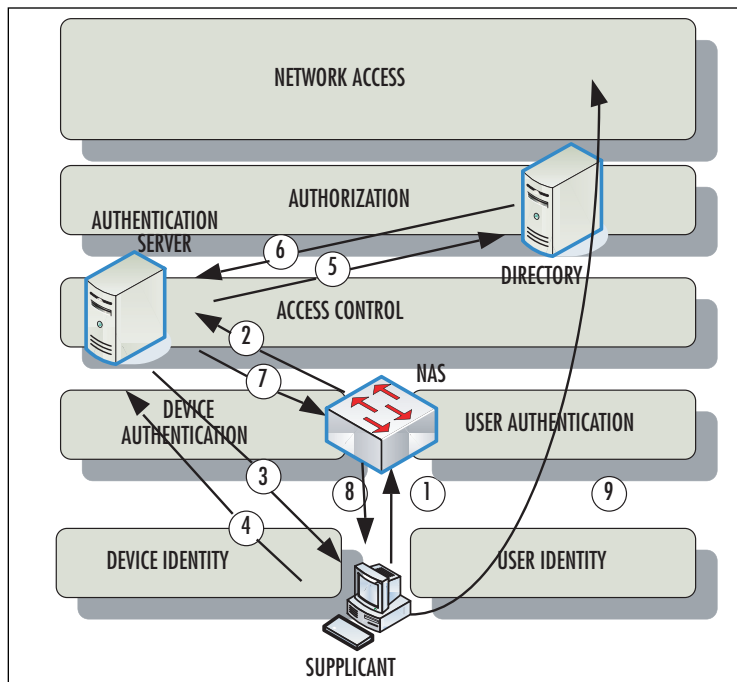 NETWORK ACCESS
AUTHORIZATION
AUTHENTICATION
SERVER
6
5
DIRECTORY
ACCESS CONTROL
2
7
NAS
DEVICE
AUTHENTICATION
USER AUTHENTICATION
3
8
1
9
4
DEVICE IDENTITY
USER IDENTITY
SUPPLICANT